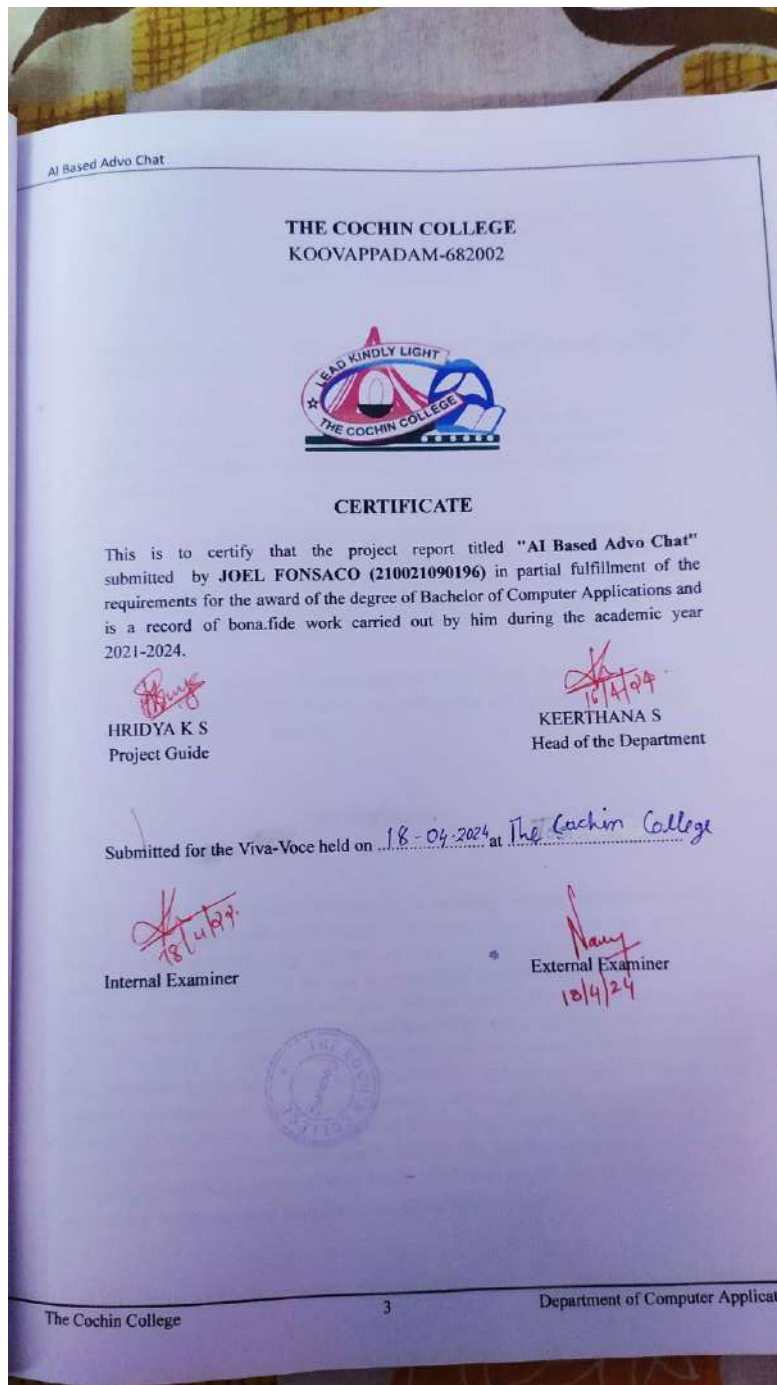 AI Based Advo Chat
THE COCHIN COLLEGE
KOOVAPPADAM-682002
LEAD KINDLY LIGHT
THE COCHIN COLLEGE
CERTIFICATE
This is to certify that the project report titled "AI Based Advo Chat"
submitted by JOEL FONSACO (210021090196) in partial fulfillment of the
requirements for the award of the degree of Bachelor of Computer Applications and
is a record of bona.fide work carried out by him during the academic year
2021-2024.
16/4/24
HRIDYA K S
KEERTHANA S
Project Guide
Head of the Department
Submitted for the Viva-Voce held on 18-04-2024 at The Cochin College
Internal Examiner
External Examiner
18/4/24
The Cochin College
3
Department of Computer Applicat